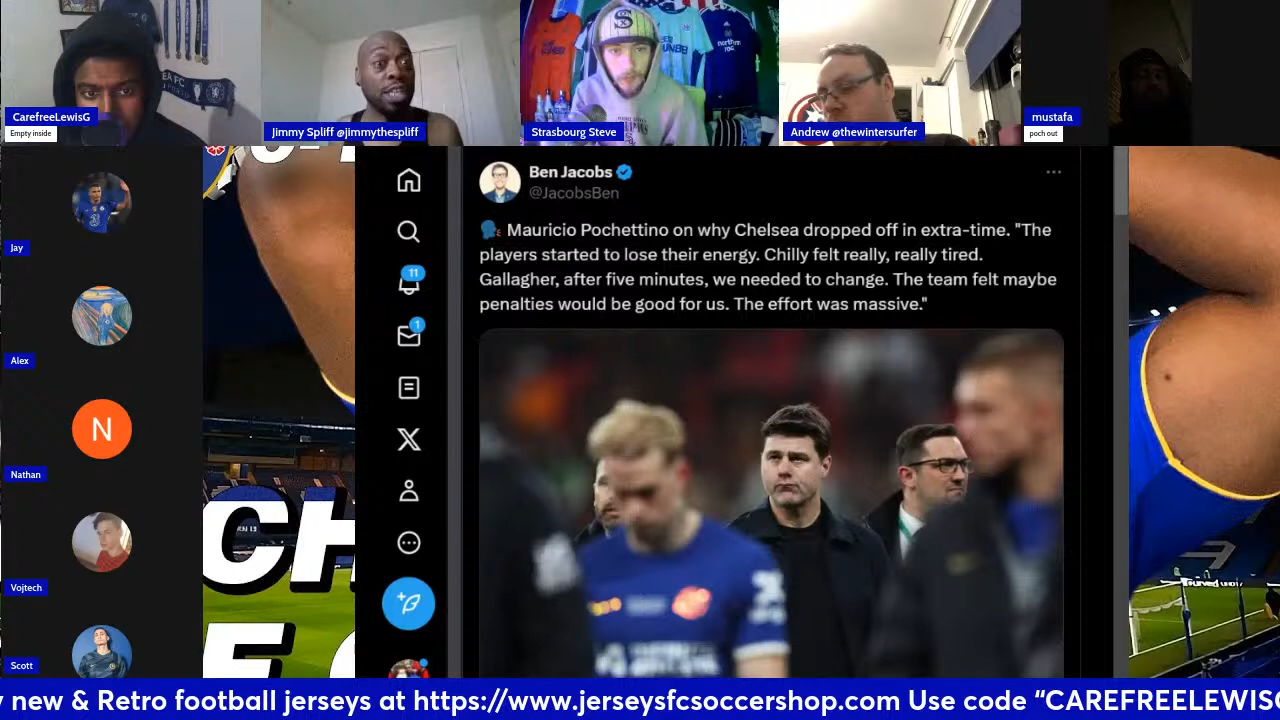 CarefreeLewisG
Empty inside
Jimmy Spliff @jimmythespliff
Strasbourg Steve
Andrew @thewintersurfer
mustafa
poch out
Jay
Alex
N
Nathan
Vojtech
Scott
Ben Jacobs
@JacobsBen
Mauricio Pochettino on why Chelsea dropped off in extra-time. "The
players started to lose their energy. Chilly felt really, really tired.
Gallagher, after five minutes, we needed to change. The team felt maybe
penalties would be good for us. The effort was massive."
11
1
CH
new & Retro football jerseys at https://www.jerseysfcsoccershop.com Use code “CAREFREELEWISG